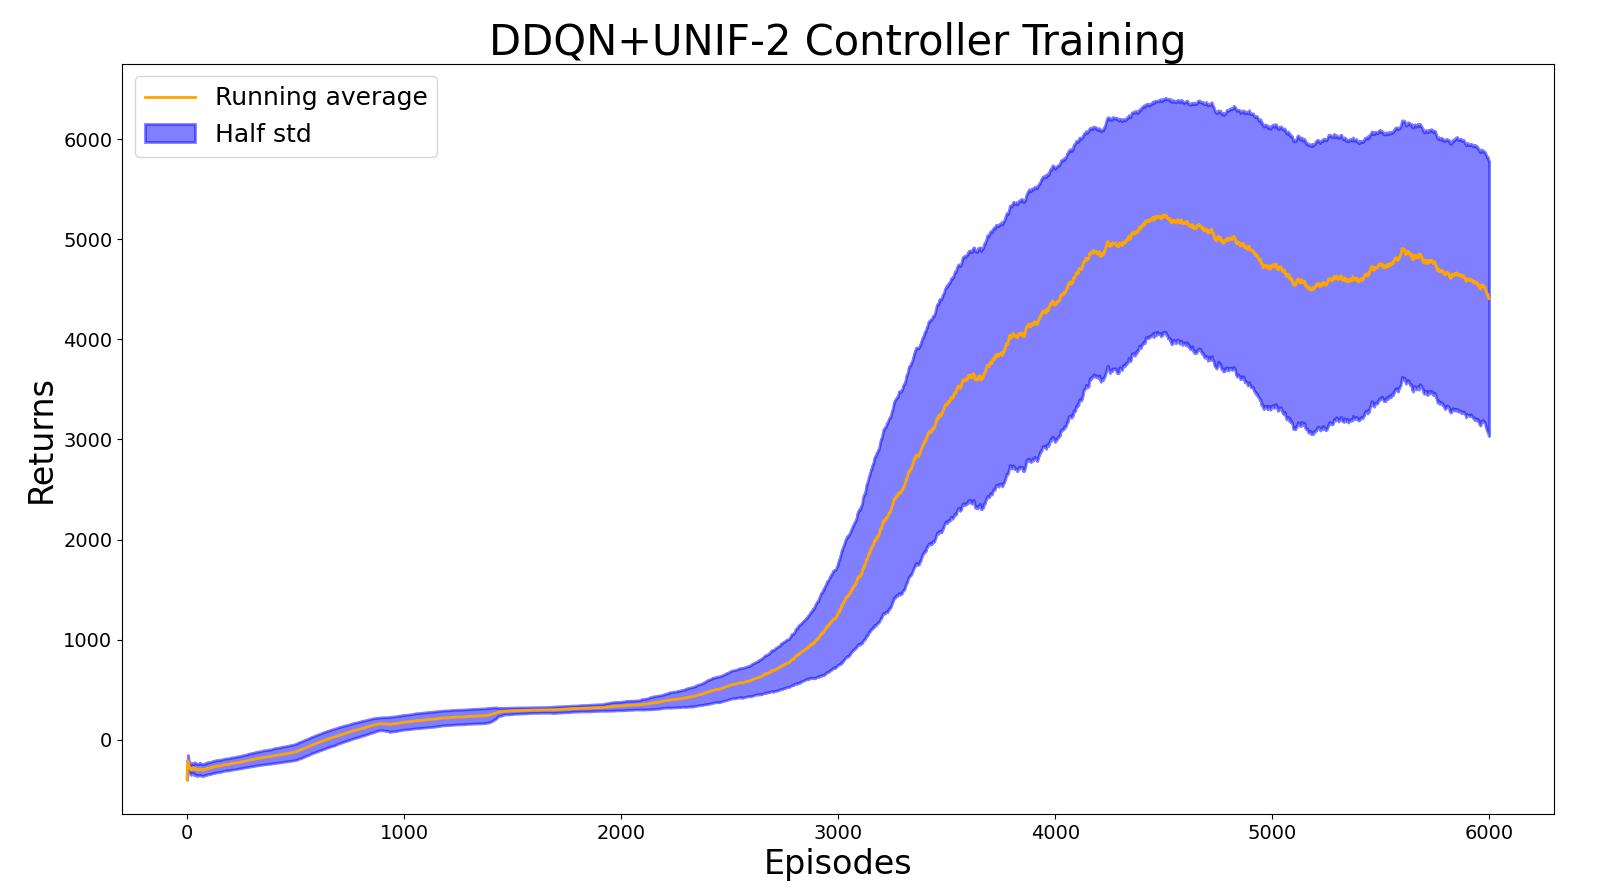 DDQN+UNIF-2 Controller Training
Running average
Half std
Returns
6000
5000
4000
3000
2000
1000
0
0 1000 2000 3000 4000 5000 6000
Episodes